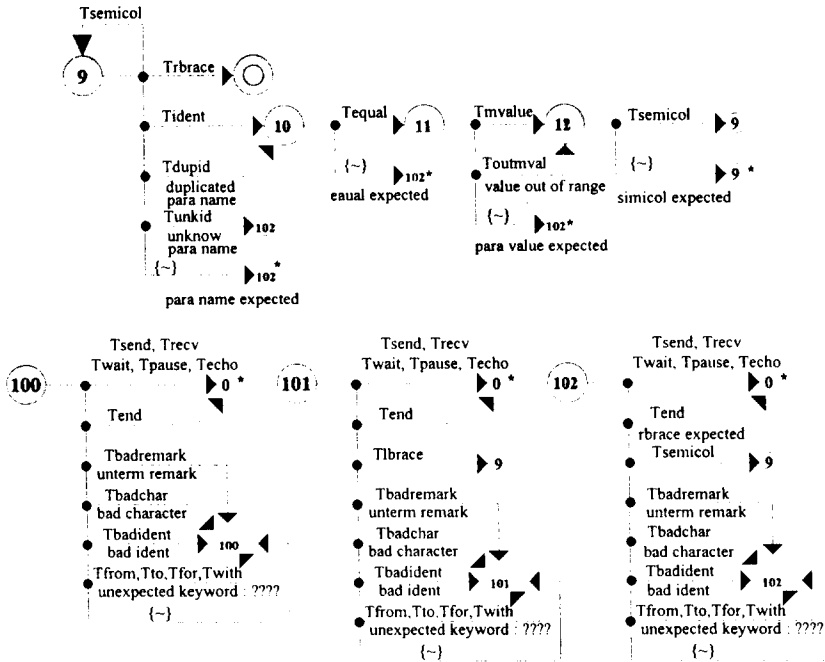 Tsemicol
9
Trbrace
Tident
10
Tdupid
duplicated
para name
Tunkid
unknow
para name
102
{~}
102*
para name expected
Tequal
11
{~}
102*
eaual expected
Tmvalue
12
Toutmval
value out of range
{~}
102*
para value expected
Tsemicol
9
{~}
9 *
simicol expected
100
Tsend, Trecv
Twait, Tpause, Techo
0 *
Tend
Tbadremark
unterm remark
Tbadchar
bad character
Tbadident
bad ident
100
Tfrom,Tto,Tfor,Twith
unexpected keyword : ????
{~}
101
Tsend, Trecv
Twait, Tpause, Techo
0 *
Tend
Tlbrace
9
Tbadremark
unterm remark
Tbadchar
bad character
Tbadident
bad ident
101
Tfrom,Tto,Tfor,Twith
unexpected keyword : ????
{~}
102
Tsend, Trecv
Twait, Tpause, Techo
0 *
Tend
rbrace expected
Tsemicol
9
Tbadremark
unterm remark
Tbadchar
bad character
Tbadident
bad ident
102
Tfrom,Tto,Tfor,Twith
unexpected keyword : ????
{~}